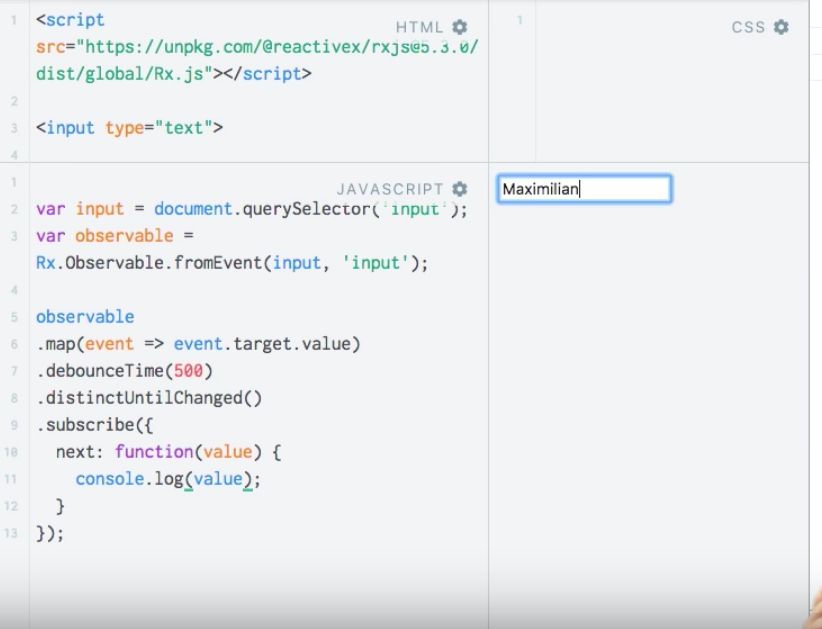 HTML
CSS
1 <script
src="https://unpkg.com/@reactivex/rxjs@5.3.0/
dist/global/Rx.js"></script>
2
3 <input type="text">
4
1
JAVASCRIPT
1
2 var input = document.querySelector('input');
3 var observable =
Rx.Observable.fromEvent(input, 'input');
4
5 observable
6 .map(event => event.target.value)
7 .debounceTime(500)
8 .distinctUntilChanged()
9 .subscribe({
10 next: function(value) {
11 console.log(value);
12 }
13 });
Maximilian